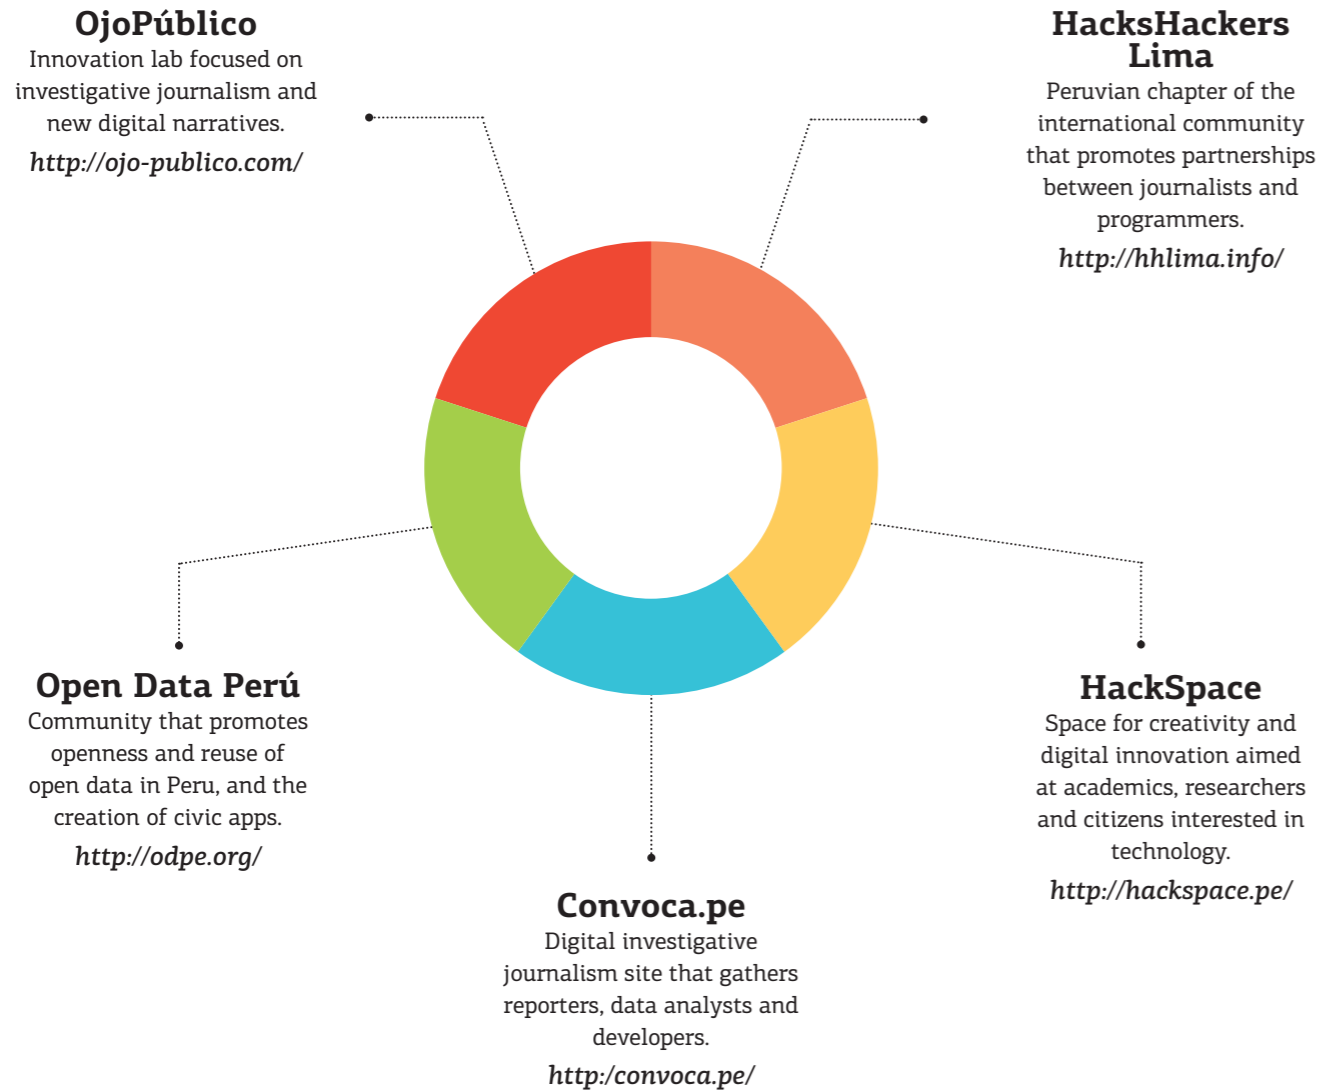 OjoPúblico
Innovation lab focused on
investigative journalism and
new digital narratives.
http://ojo-publico.com/
HacksHackers
Lima
Peruvian chapter of the
international community
that promotes partnerships
between journalists and
programmers.
http://hhlima.info/
Open Data Perú
Community that promotes
openness and reuse of
open data in Peru, and the
creation of civic apps.
http://odpe.org/
HackSpace
Space for creativity and
digital innovation aimed
at academics, researchers
and citizens interested in
technology.
http://hackspace.pe/
Convoca.pe
Digital investigative
journalism site that gathers
reporters, data analysts and
developers.
http:/convoca.pe/